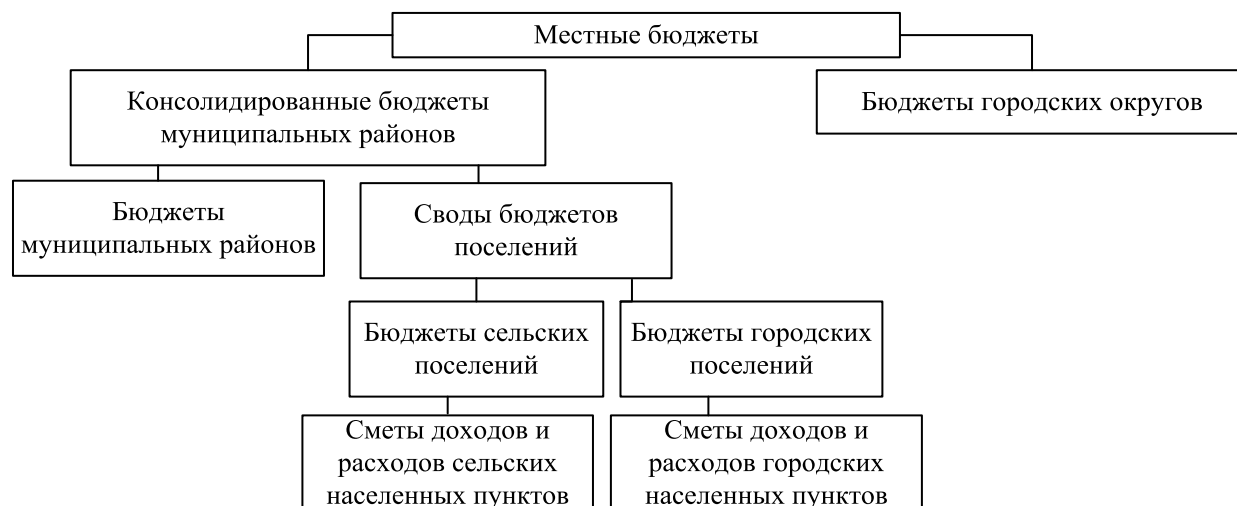 Местные бюджеты
Консолидированные бюджеты
муниципальных районов
Бюджеты городских округов
Бюджеты
муниципальных районов
Своды бюджетов
поселений
Бюджеты сельских
поселений
Бюджеты городских
поселений
Сметы доходов и
расходов сельских
населенных пунктов
Сметы доходов и
расходов городских
населенных пунктов